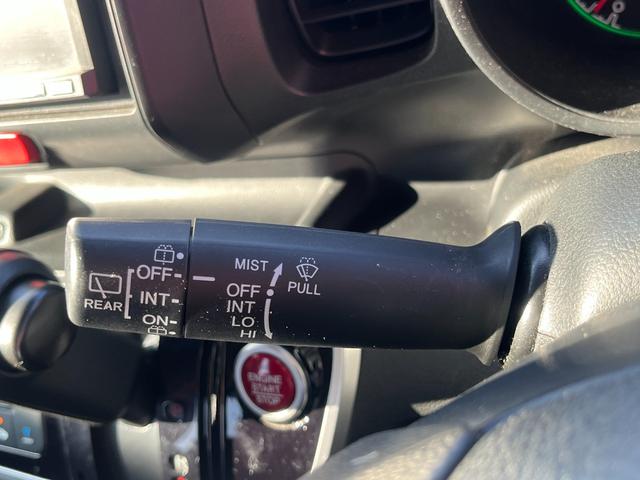 REAR
OFF
INT
ON
MIST
OFF
INT
LO
HI
PULL
ENGINE
START
STOP